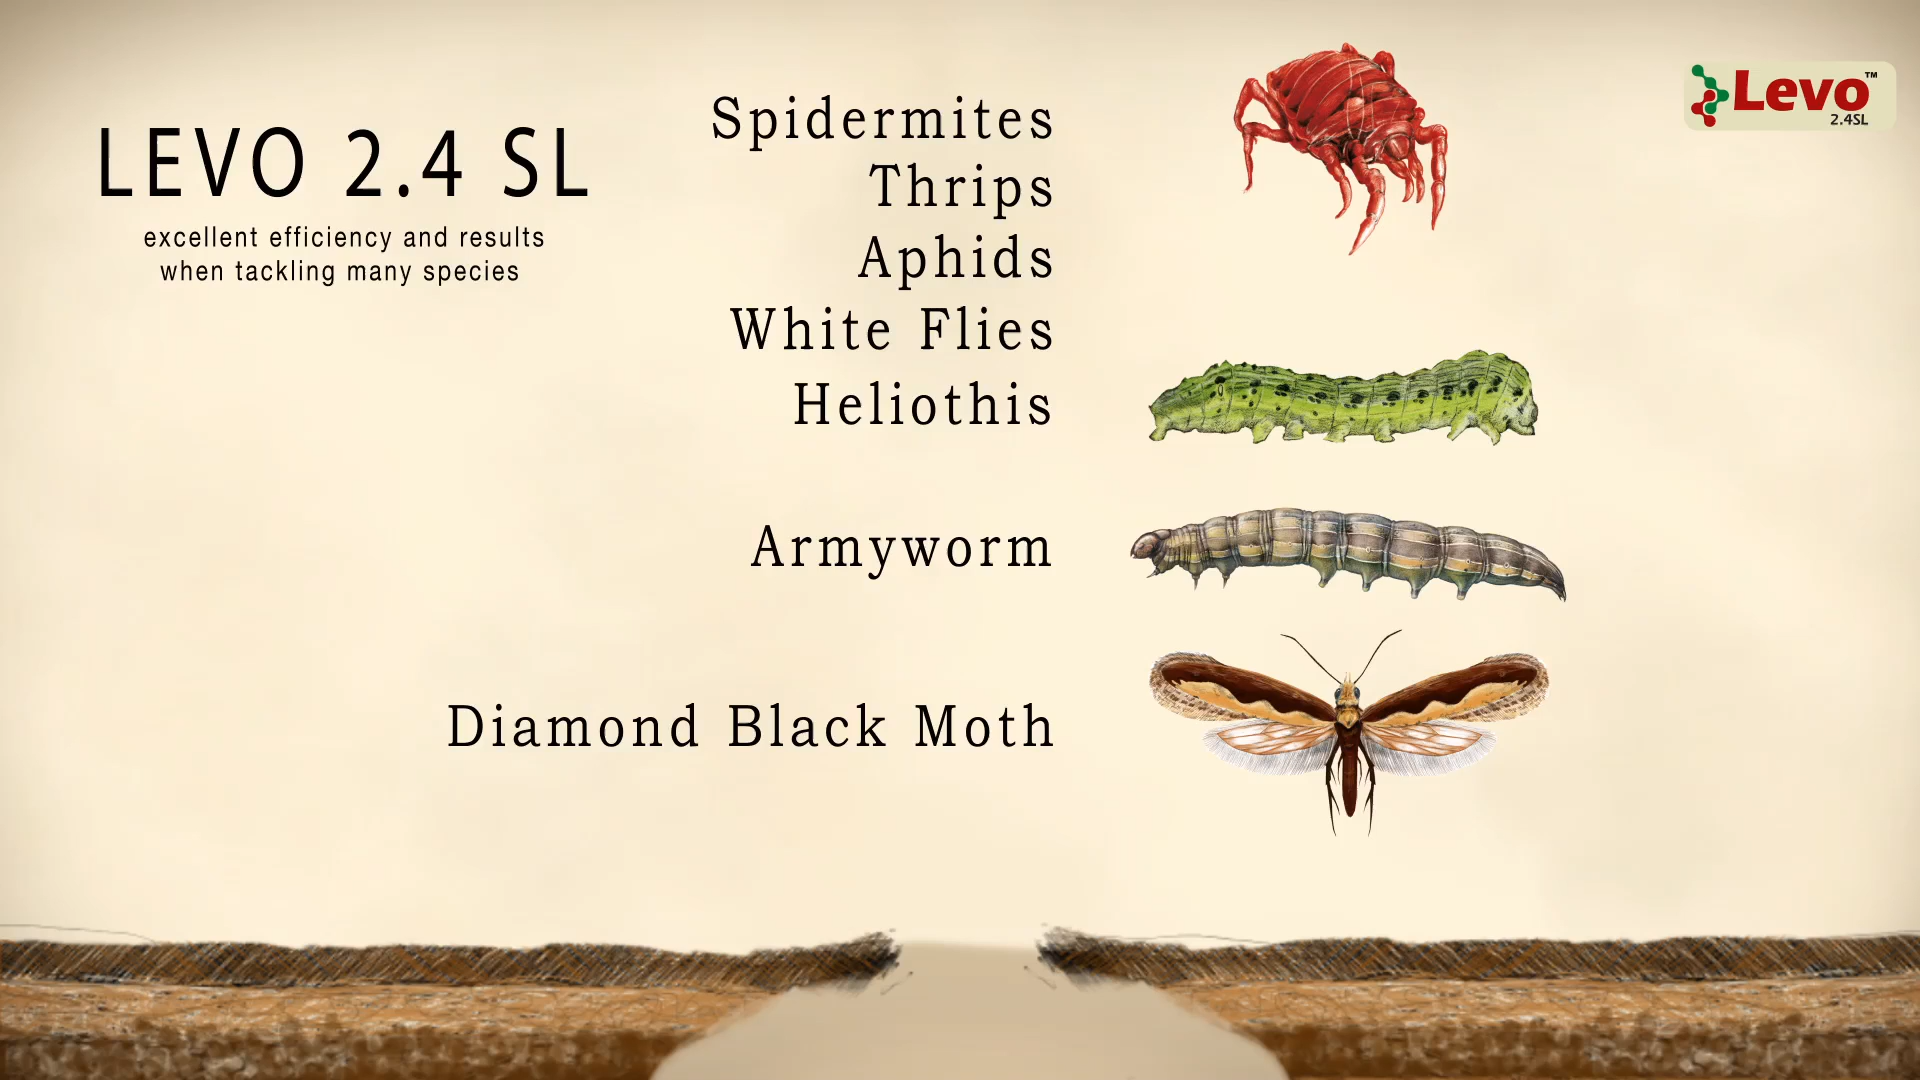 LEVO 2.4 SL
excellent efficiency and results
when tackling many species
Spidermites
Thrips
Aphids
White Flies
Heliothis
Armyworm
Diamond Black Moth
Levo™
2.4SL